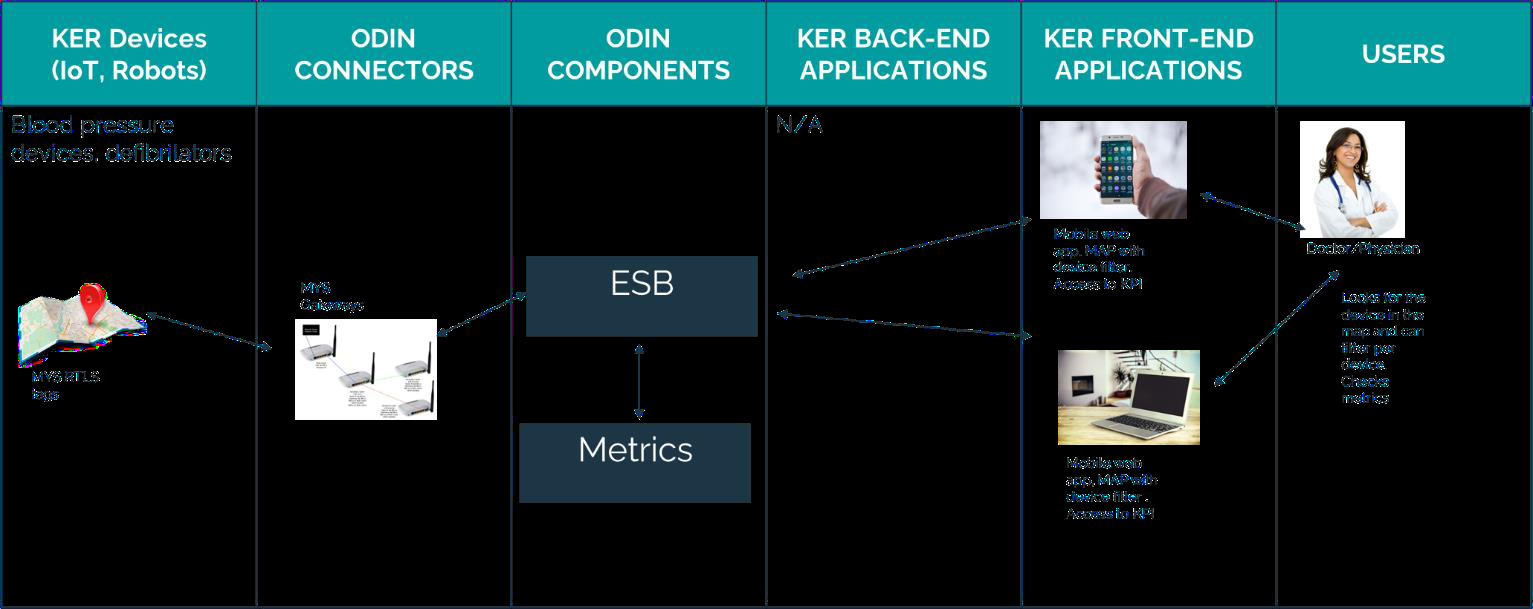 KER Devices
(IoT, Robots)
ODIN
CONNECTORS
ODIN
COMPONENTS
KER BACK-END
APPLICATIONS
KER FRONT-END
APPLICATIONS
USERS
Blood pressure
devices, defibrilators
MYS RTLS
tags
MYS
Gateways
ESB
Metrics
N/A
Mobile web
app. MAP with
device filter.
Access to KPI
Mobile web
app. MAP with
device filter .
Access to KPI
Doctor/Physician
Looks for the
device in the
map and can
filter per
device.
Checks
metrics